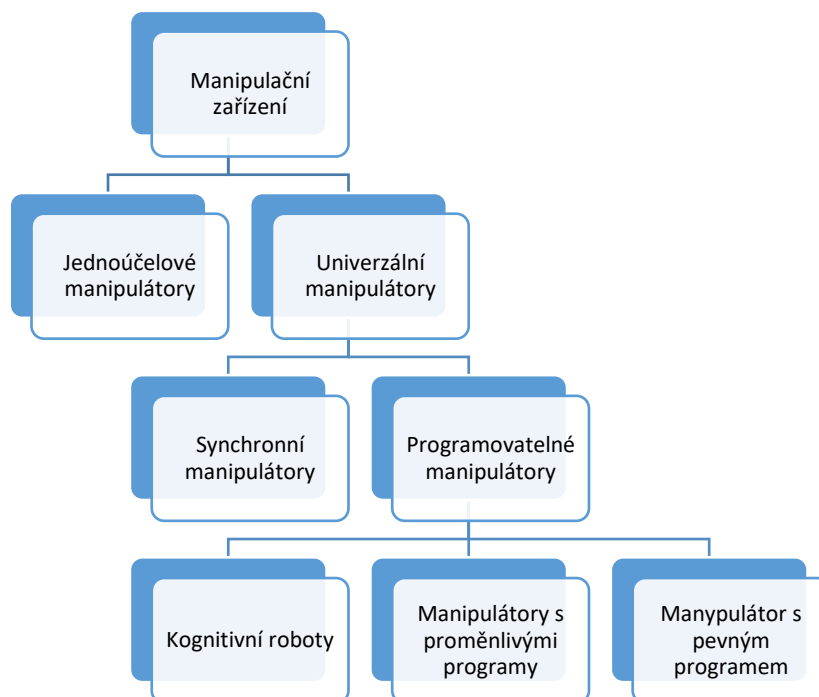 Manipulační
zařízení
Jednoúčelové
manipulátory
Univerzální
manipulátory
Synchronní
manipulátory
Programovatelné
manipulátory
Kognitivní roboty
Manipulátory s
proměnlivými
programy
Manypulátor s
pevným
programem